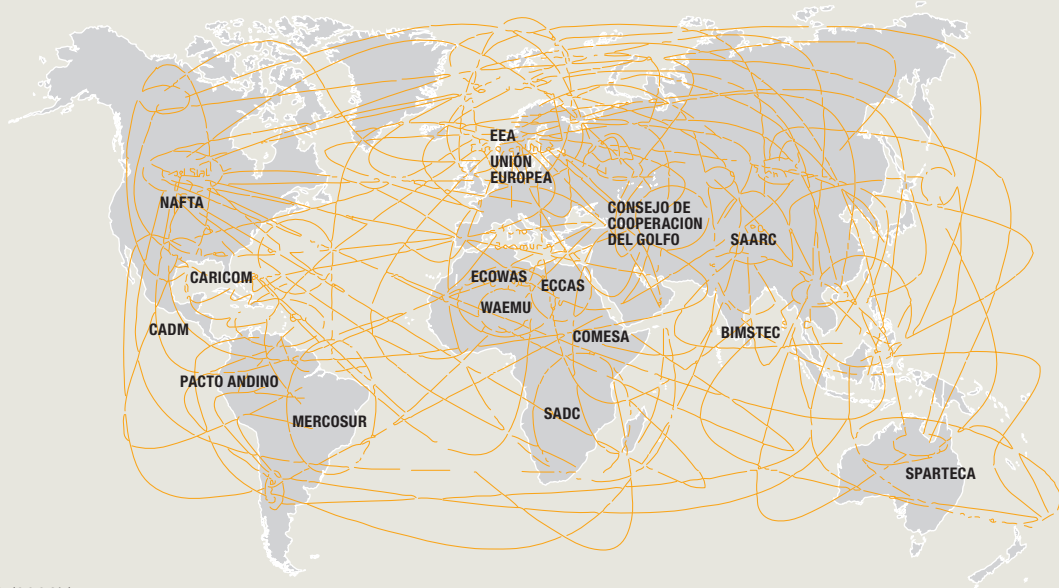 EEA
UNIÓN
EUROPEA
NAFTA
CONSEJO DE
COOPERACION
DEL GOLFO
SAARC
CARICOM
ECOWAS
ECCAS
WAEMU
CADM
COMESA
BIMSTEC
PACTO ANDINO
MERCOSUR
SADC
SPARTECA